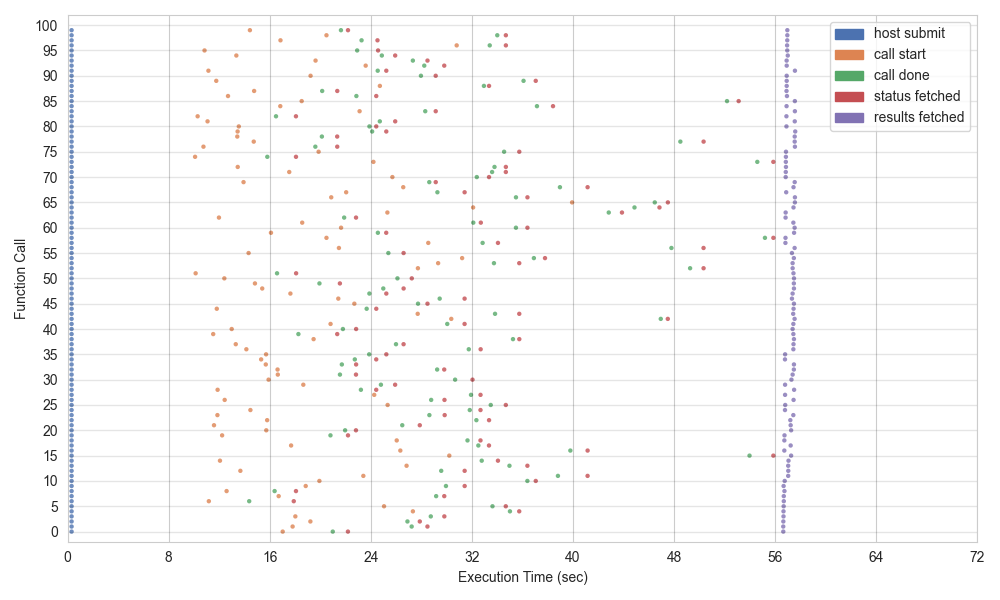 100
95
90
85
80
75
70
65
60
55
50
45
40
35
30
25
20
15
10
5
0
Function Call
0 8 16 24 32 40 48 56 64 72
Execution Time (sec)
host submit
call start
call done
status fetched
results fetched